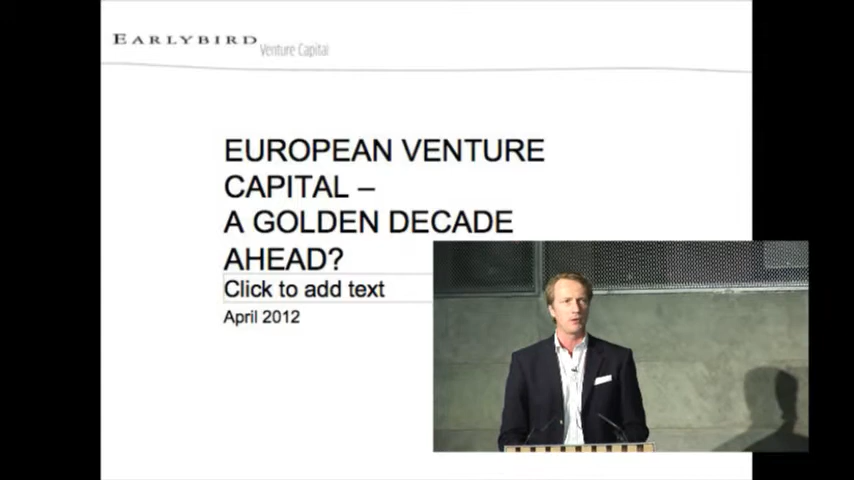 EARLYBIRD Venture Capital
EUROPEAN VENTURE
CAPITAL –
A GOLDEN DECADE
AHEAD?
Click to add text
April 2012